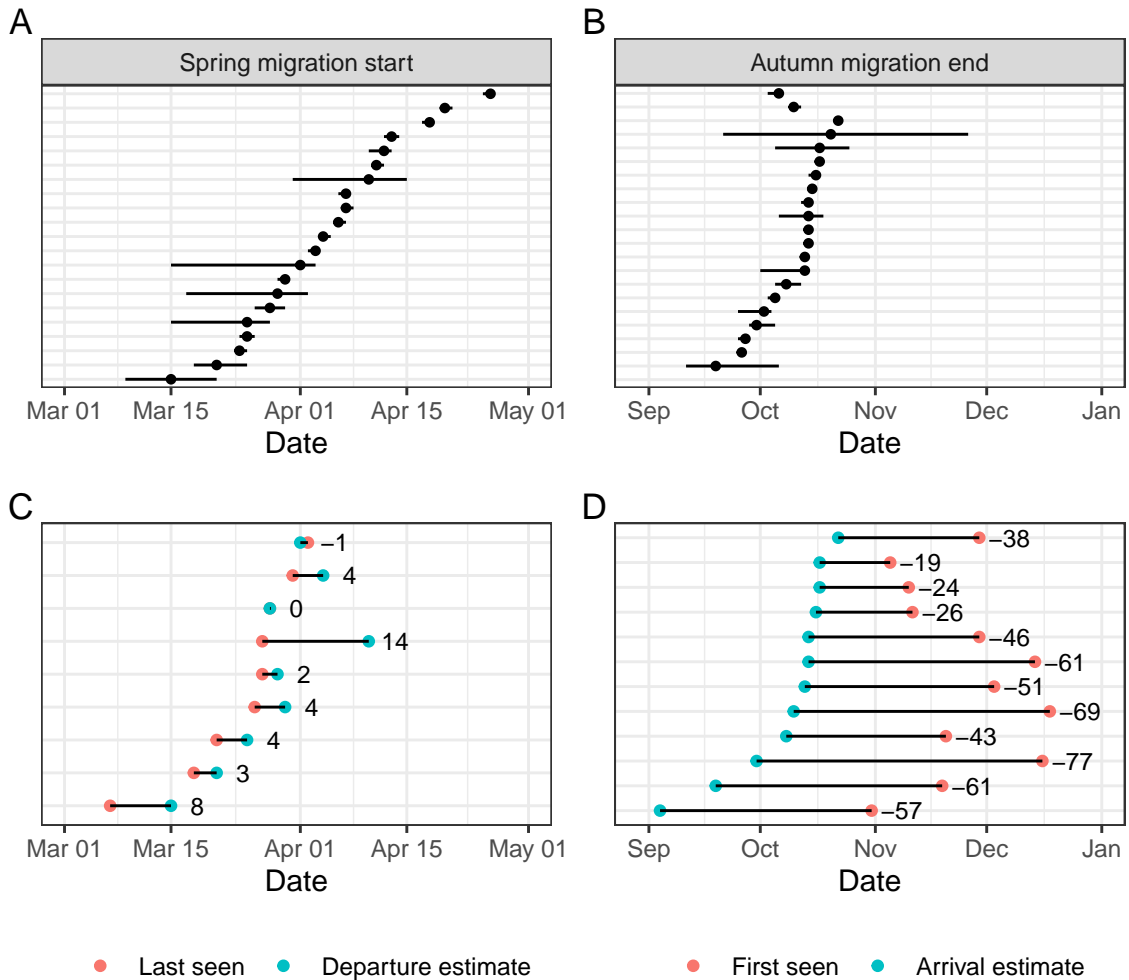 A
B
Spring migration start
Autumn migration end
Mar 01 Mar 15 Apr 01 Apr 15 May 01
Date
Sep Oct Nov Dec Jan
Date
C
D
−1
4
0
14
2
4
4
3
8
Mar 01 Mar 15 Apr 01 Apr 15 May 01
Date
−38
−19
−24
−26
−46
−61
−51
−69
−43
−77
−61
−57
Sep Oct Nov Dec Jan
Date
Last seen Departure estimate
First seen Arrival estimate